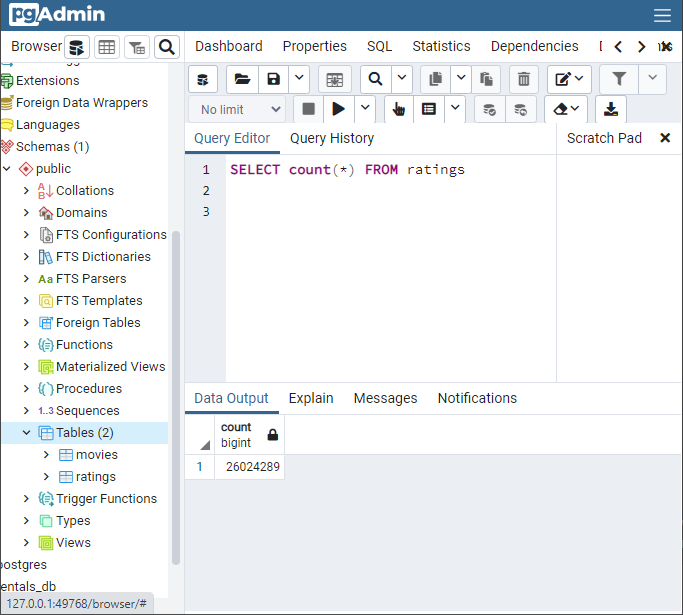 pgAdmin
Browser
Dashboard Properties SQL Statistics Dependencies
No limit
Query Editor Query History Scratch Pad
1 SELECT count(*) FROM ratings
2
3
Extensions
Foreign Data Wrappers
Languages
Schemas (1)
public
Collations
Domains
FTS Configurations
FTS Dictionaries
Aa FTS Parsers
FTS Templates
Foreign Tables
Functions
Materialized Views
Procedures
1..3 Sequences
Tables (2)
movies
ratings
Trigger Functions
Types
Views
ostgres
entals_db
127.0.0.1:49768/browser/#
Data Output Explain Messages Notifications
count
bigint
1 26024289